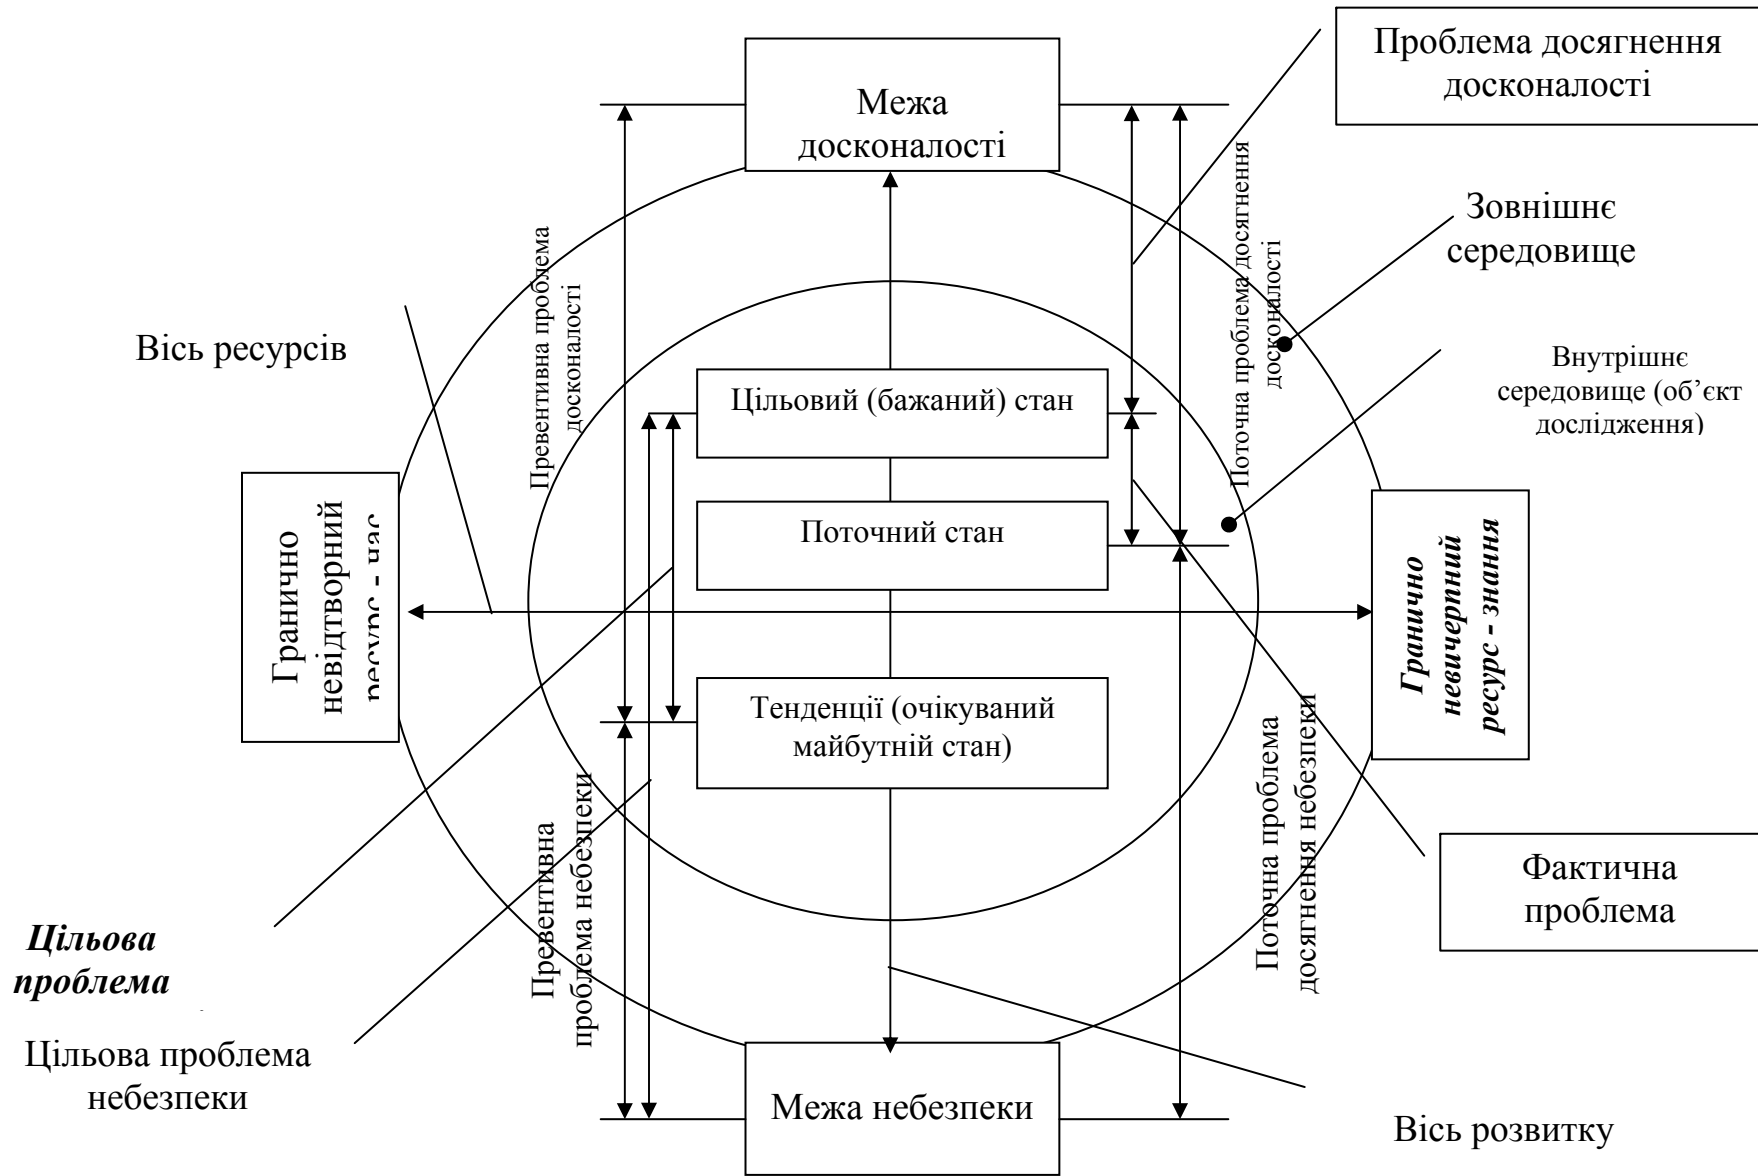 Проблема досягнення
досконалості
Межа
досконалості
Зовнішнє
середовище
Превентивна проблема
досконалості
Поточна проблема досягнення
досконалості
Вісь ресурсів
Внутрішнє
середовище (об’єкт
дослідження)
Цільовий (бажаний) стан
Поточний стан
Гранично
невідтворний
ресурс - час
Гранично
невичерпний
ресурс - знання
Тенденції (очікуваний
майбутній стан)
Превентивна
проблема небезпеки
Поточна проблема
досягнення небезпеки
Фактична
проблема
Цільова
проблема
Цільова проблема
небезпеки
Межа небезпеки
Вісь розвитку